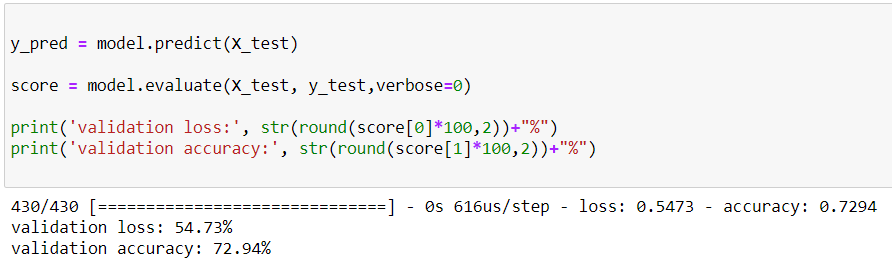 y_pred = model.predict(X_test)
score = model.evaluate(X_test, y_test,verbose=0)
print('validation loss:', str(round(score[0]*100,2))+"%")
print('validation accuracy:', str(round(score[1]*100,2))+"%")
430/430 [==============================] - 0s 616us/step - loss: 0.5473 - accuracy: 0.7294
validation loss: 54.73%
validation accuracy: 72.94%